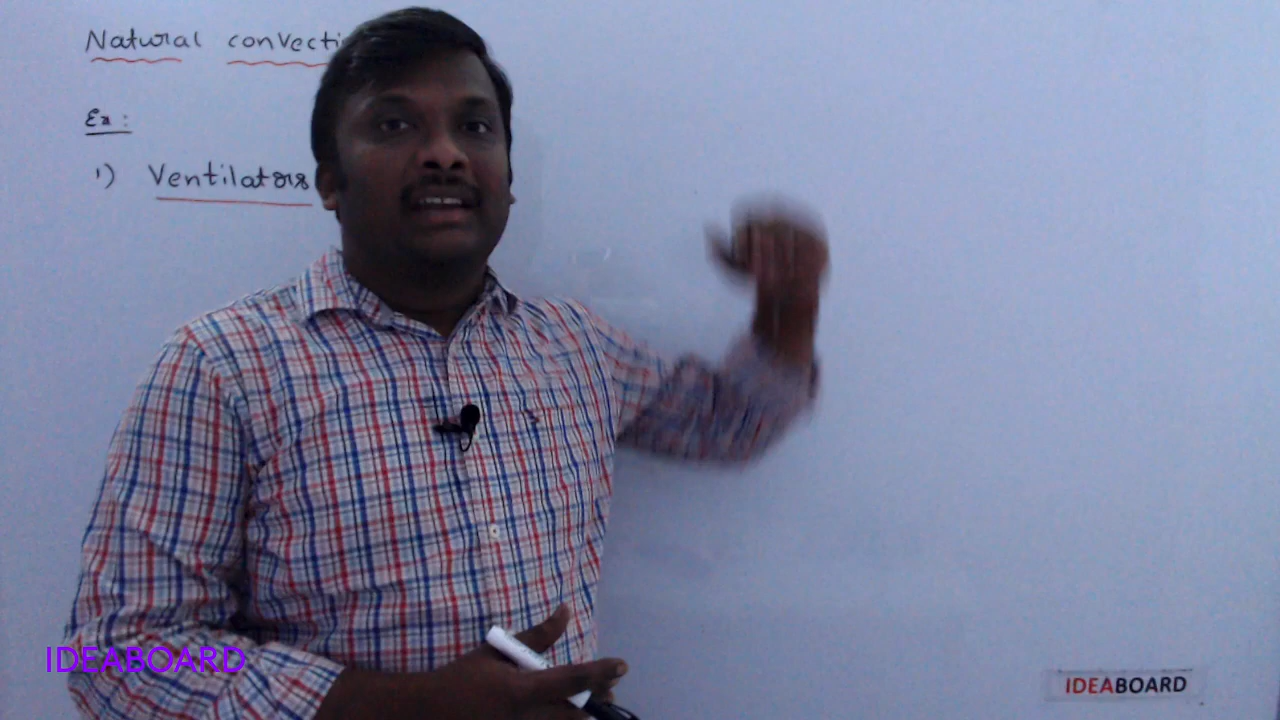 Natural convecti
Ex:
1) Ventilators
IDEABOARD
IDEABOARD